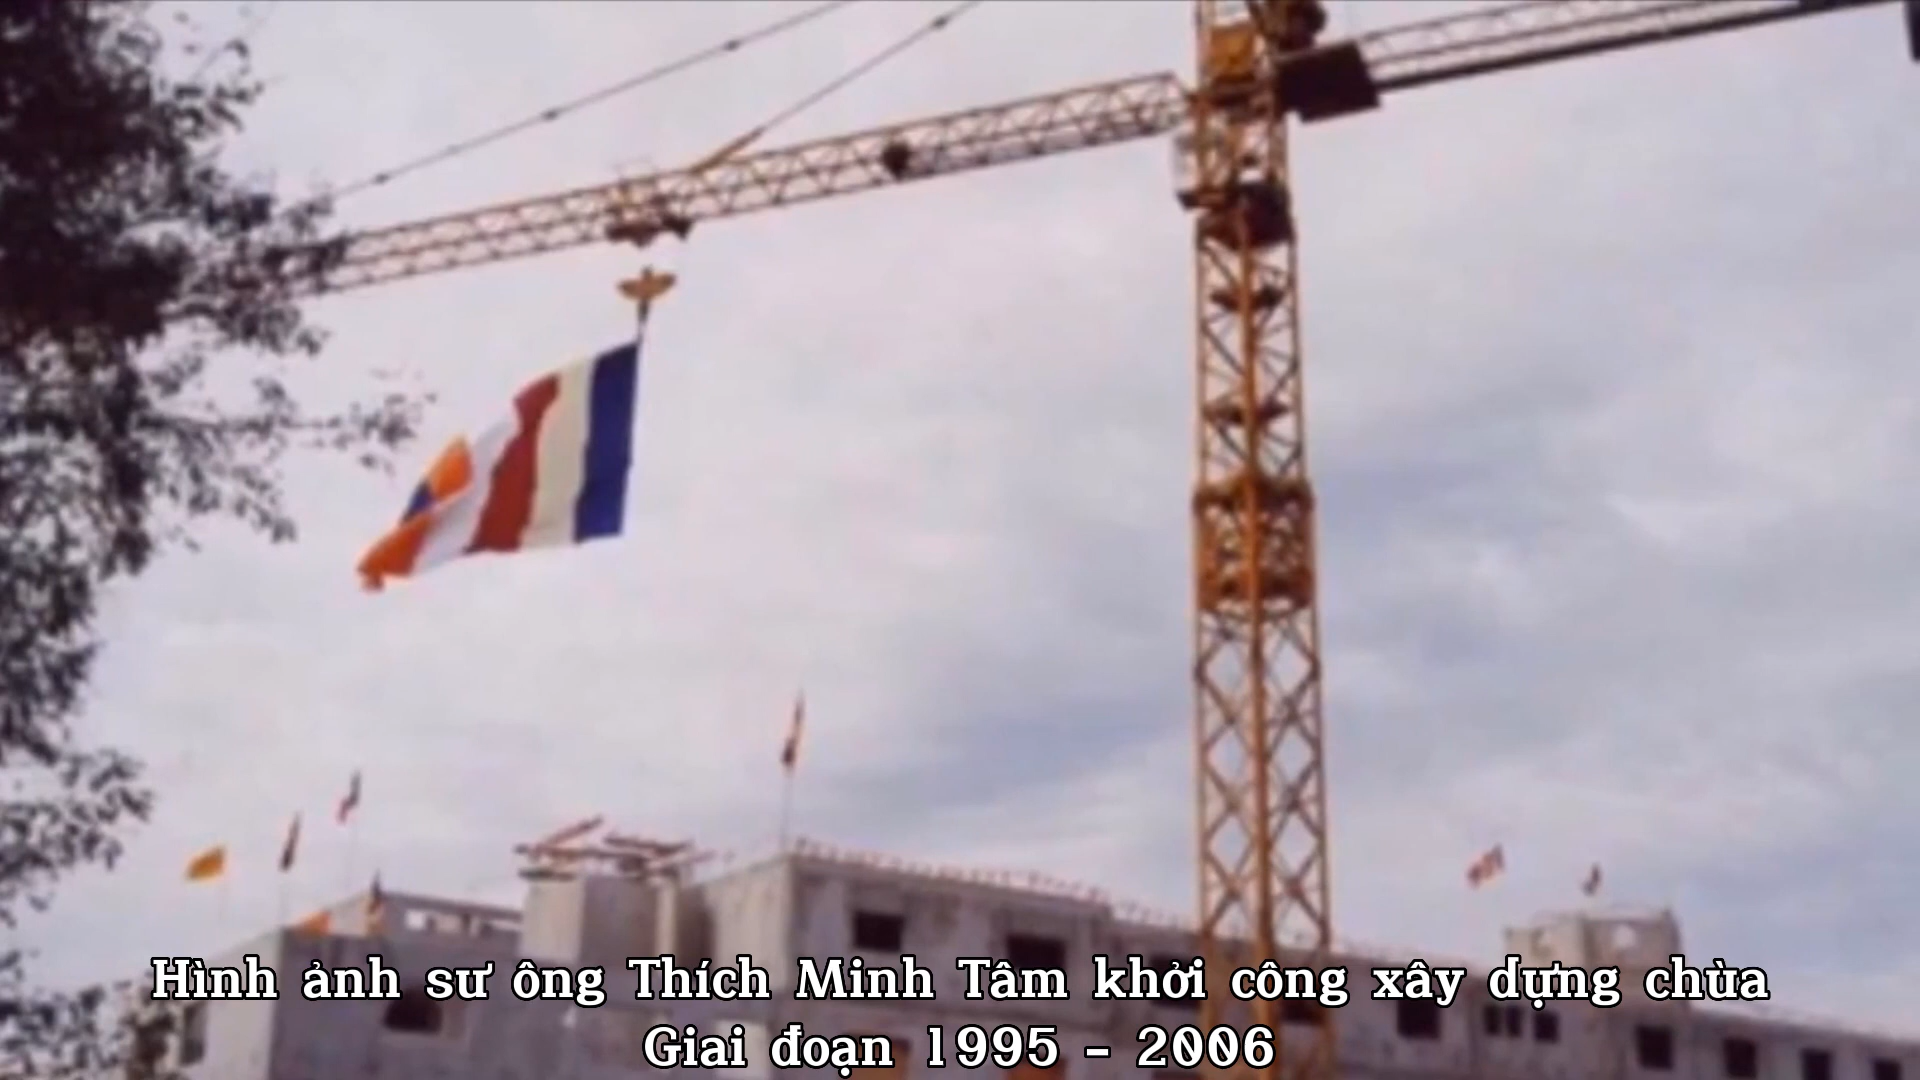 Hình ảnh sư ông Thích Minh Tâm khởi công xây dựng chùa
Giai đoạn 1995 - 2006